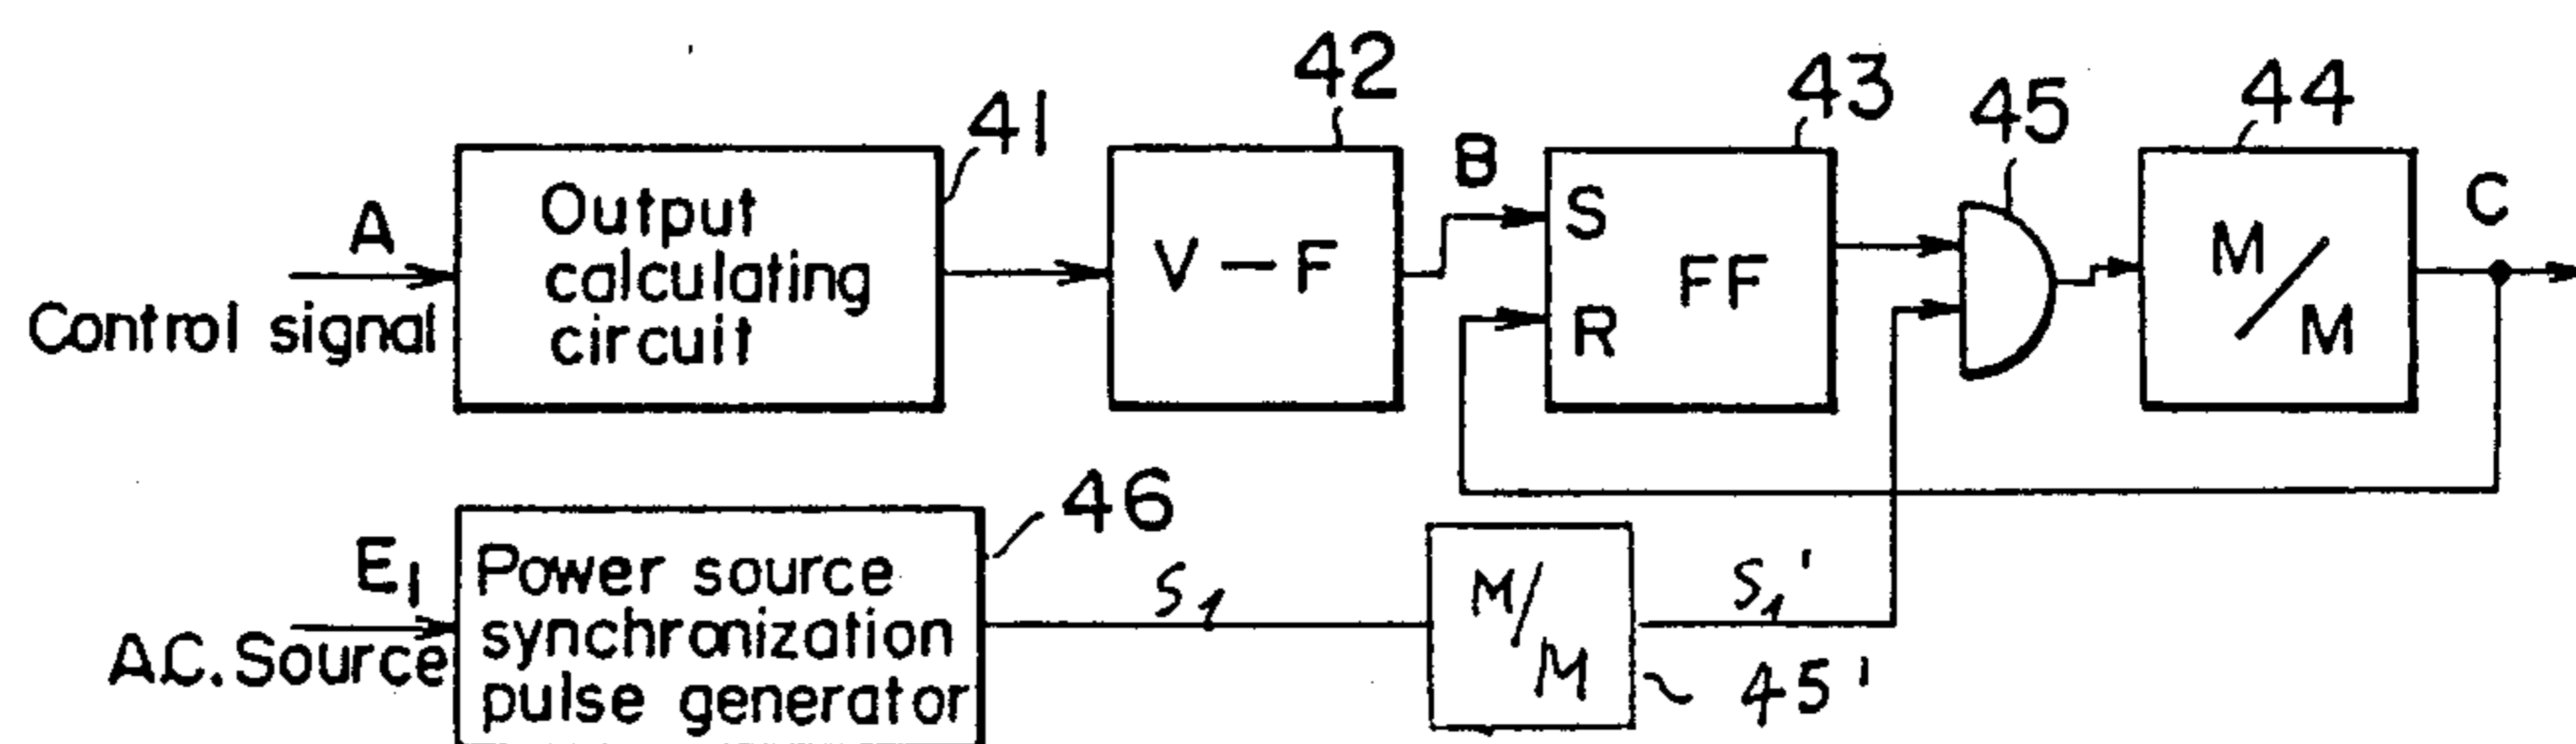 42
43
44
41
45
A
Output
calculating
circuit
V-F
B
S
R
FF
M/M
C
Control signal
46
E1
A.C. Source
Power source
synchronization
pulse generator
S1
M/M
S1'
45'